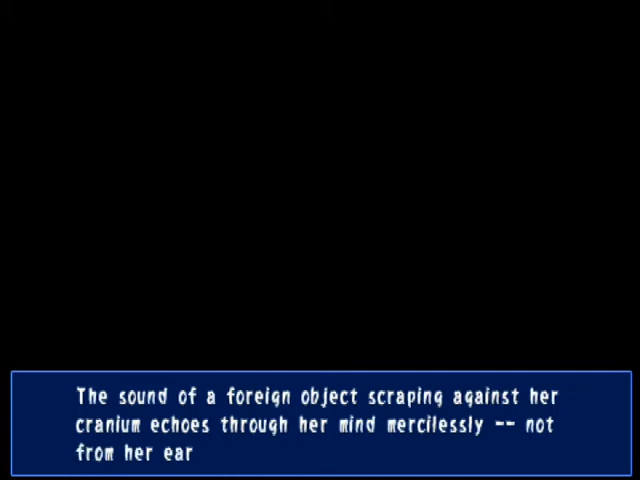 The sound of a foreign object scraping against her
cranium echoes through her mind mercilessly -- not
from her ear